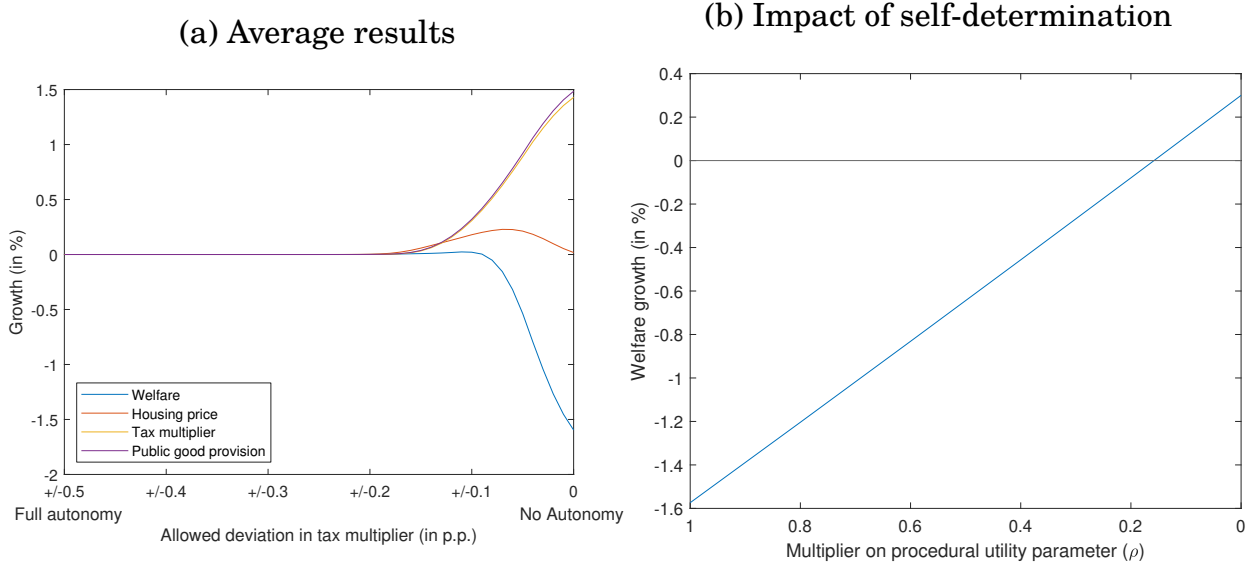 (a) Average results
1.5
1
0.5
0
-0.5
-1
-1.5
-2
Growth (in %)
Welfare
Housing price
Tax multiplier
Public good provision
+/-0.5
+/-0.4
+/-0.3
+/-0.2
+/-0.1
0
Full autonomy
No Autonomy
Allowed deviation in tax multiplier (in p.p.)
(b) Impact of self-determination
0.4
0.2
0
-0.2
-0.4
-0.6
-0.8
-1
-1.2
-1.4
-1.6
Welfare growth (in %)
1
0.8
0.6
0.4
0.2
0
Multiplier on procedural utility parameter (ρ)